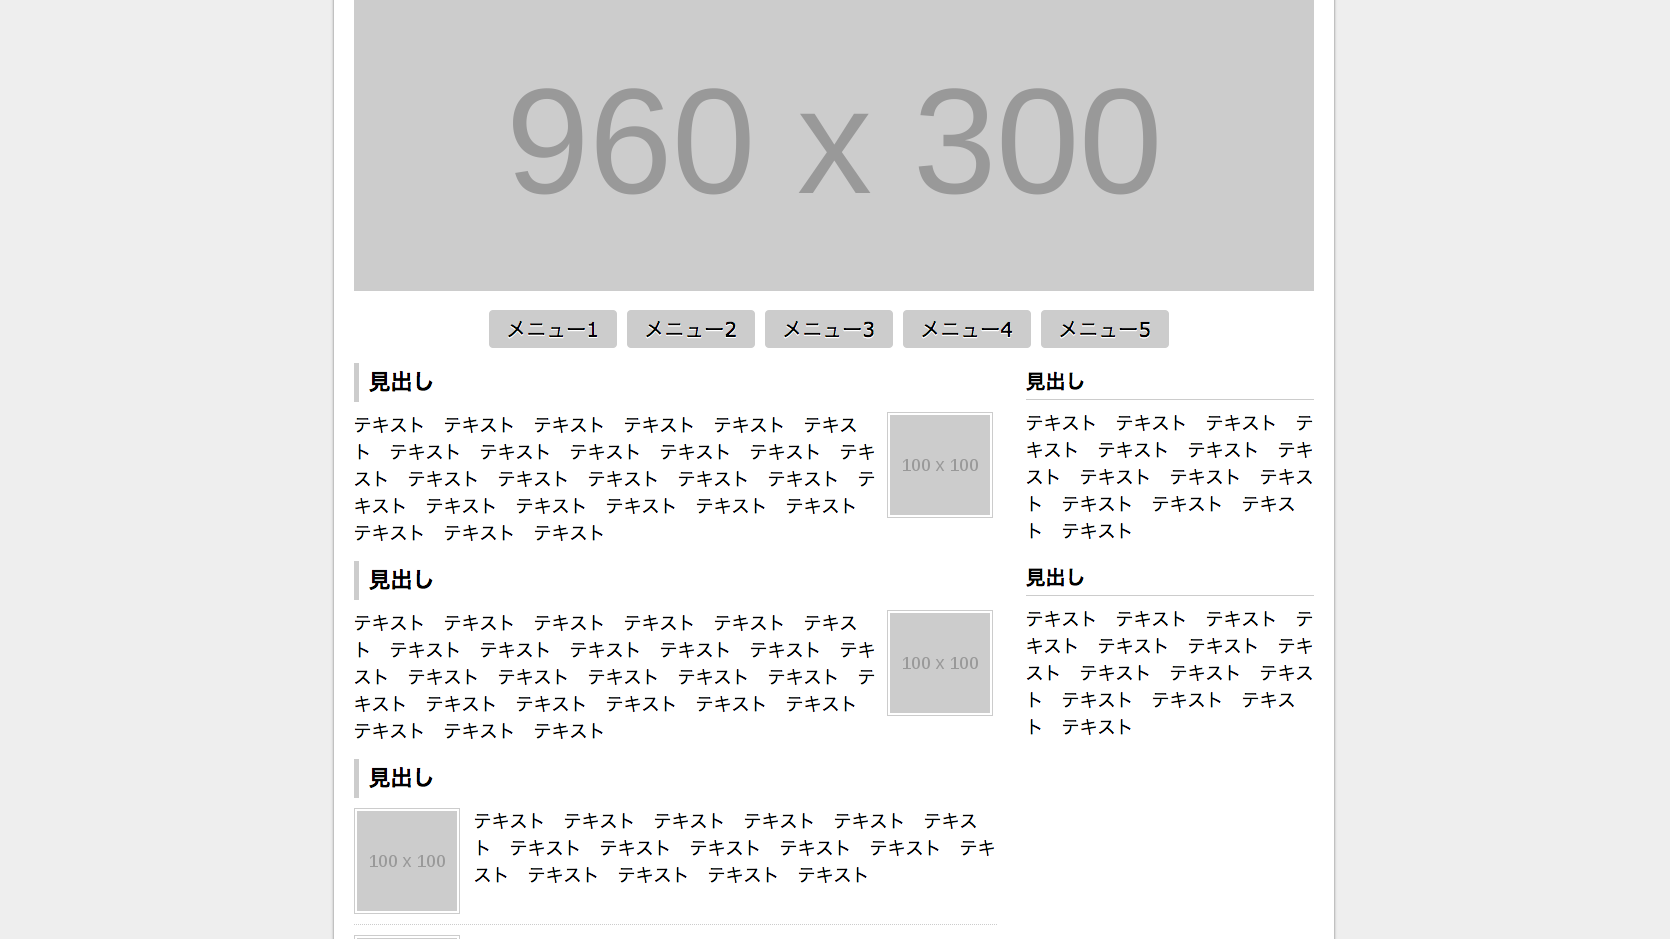 960 x 300
メニュー1 メニュー2 メニュー3 メニュー4 メニュー5
見出し
テキスト　テキスト　テキスト　テキスト　テキスト　テキス
ト　テキスト　テキスト　テキスト　テキスト　テキスト　テキ
スト　テキスト　テキスト　テキスト　テキスト　テキスト　テ
キスト　テキスト　テキスト　テキスト　テキスト　テキスト
テキスト　テキスト　テキスト
100 x 100
見出し
テキスト　テキスト　テキスト　テキスト　テキスト　テキス
ト　テキスト　テキスト　テキスト　テキスト　テキスト　テキ
スト　テキスト　テキスト　テキスト　テキスト　テキスト　テ
キスト　テキスト　テキスト　テキスト　テキスト　テキスト
テキスト　テキスト　テキスト
100 x 100
見出し
100 x 100
テキスト　テキスト　テキスト　テキスト　テキスト　テキス
ト　テキスト　テキスト　テキスト　テキスト　テキスト　テキ
スト　テキスト　テキスト　テキスト　テキスト
見出し
テキスト　テキスト　テキスト　テ
キスト　テキスト　テキスト　テキ
スト　テキスト　テキスト　テキス
ト　テキスト　テキスト　テキス
ト　テキスト
見出し
テキスト　テキスト　テキスト　テ
キスト　テキスト　テキスト　テキ
スト　テキスト　テキスト　テキス
ト　テキスト　テキスト　テキス
ト　テキスト